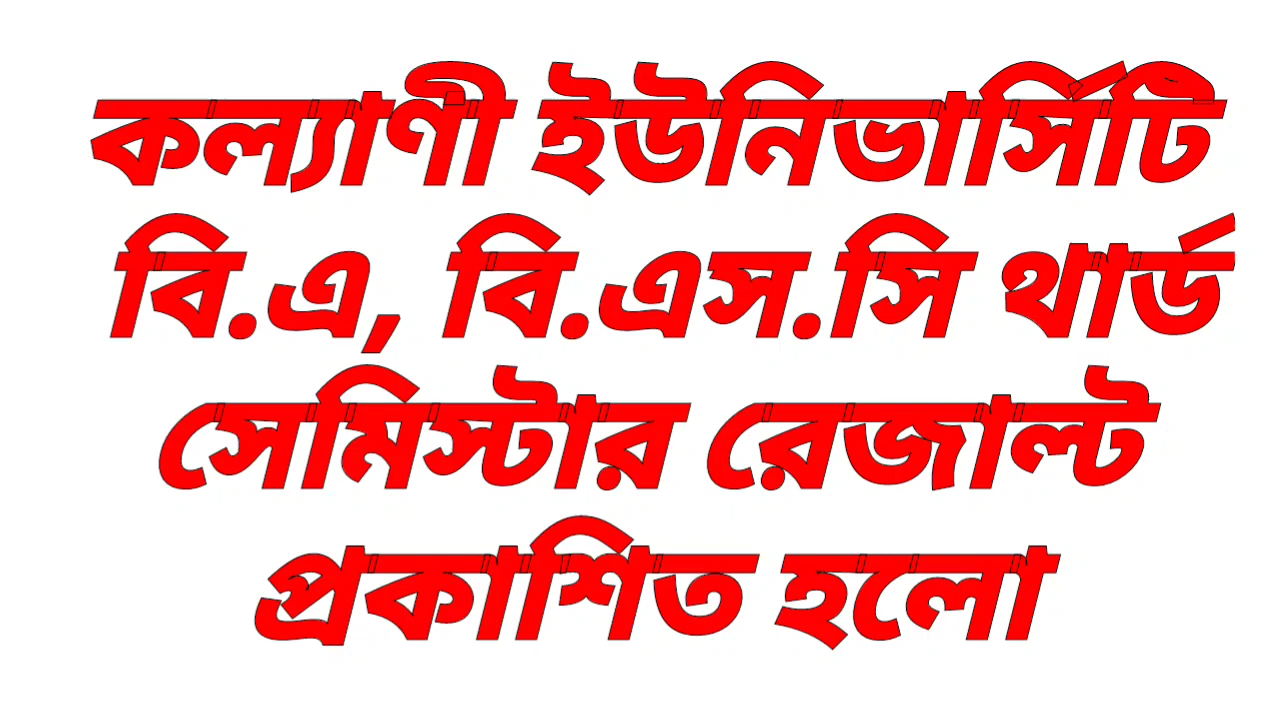 কল্যাণী ইউনিভার্সিটি
বি.এ, বি.এস.সি থার্ড
সেমিস্টার রেজাল্ট
প্রকাশিত হলো